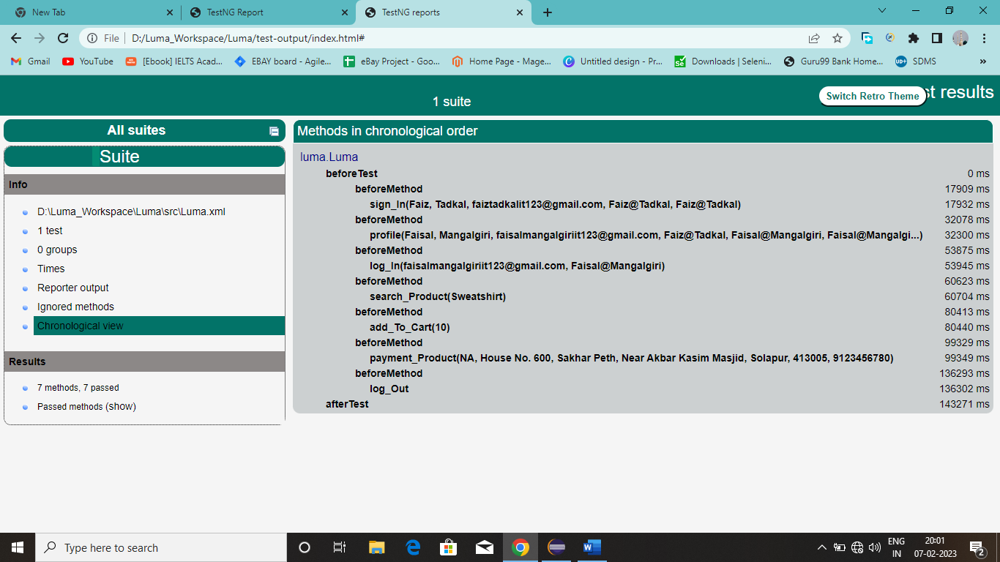 New Tab
TestNG Report
TestNG reports
File
D:/Luma_Workspace/Luma/test-output/index.html#
Gmail
YouTube
[Ebook] IELTS Acad...
EBAY board - Agile...
eBay Project - Goo...
Home Page - Mage...
Untitled design - Pr...
Downloads | Seleni...
Guru99 Bank Home...
SDMS
1 suite
Switch Retro Theme
st results
All suites
Suite
Info
D:\Luma_Workspace\Luma\src\Luma.xml
1 test
0 groups
Times
Reporter output
Ignored methods
Chronological view
Results
7 methods, 7 passed
Passed methods (show)
Methods in chronological order
luma.Luma
beforeTest 0 ms
beforeMethod 17909 ms
sign_In(Faiz, Tadkal, faiztadkalit123@gmail.com, Faiz@Tadkal, Faiz@Tadkal) 17932 ms
beforeMethod 32078 ms
profile(Faisal, Mangalgiri, faisalmangalgiriit123@gmail.com, Faiz@Tadkal, Faisal@Mangalgiri, Faisal@Mangalgi...) 32300 ms
beforeMethod 53875 ms
log_In(faisalmangalgiriit123@gmail.com, Faisal@Mangalgiri) 53945 ms
beforeMethod 60623 ms
search_Product(Sweatshirt) 60704 ms
beforeMethod 80413 ms
add_To_Cart(10) 80440 ms
beforeMethod 99329 ms
payment_Product(NA, House No. 600, Sakhar Peth, Near Akbar Kasim Masjid, Solapur, 413005, 9123456780) 99349 ms
beforeMethod 136293 ms
log_Out 136302 ms
afterTest 143271 ms
Type here to search
ENG
IN
20:01
07-02-2023
2